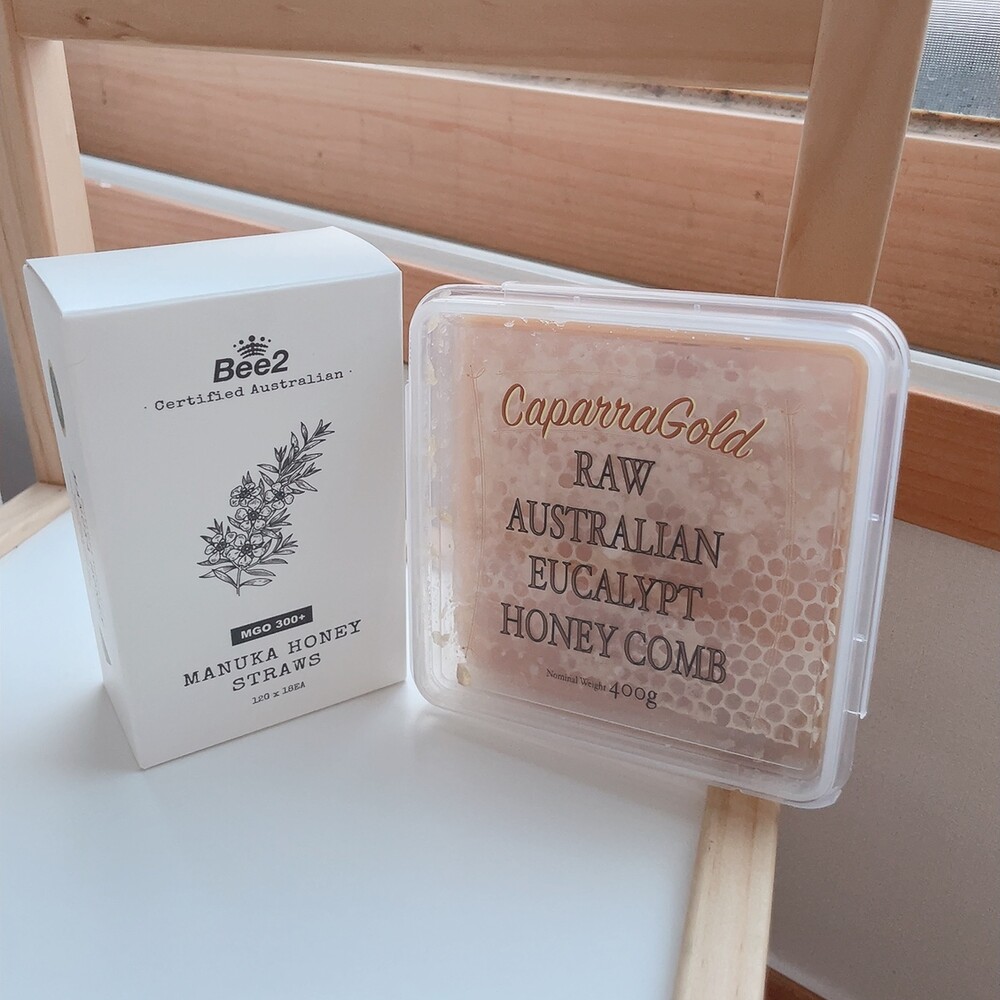 Bee2
· Certified Australian ·
MGO 300+
MANUKA HONEY
STRAWS
12G x 18EA
CaparraGold
RAW
AUSTRALIAN
EUCALYPT
HONEY COMB
Nominal Weight 400g